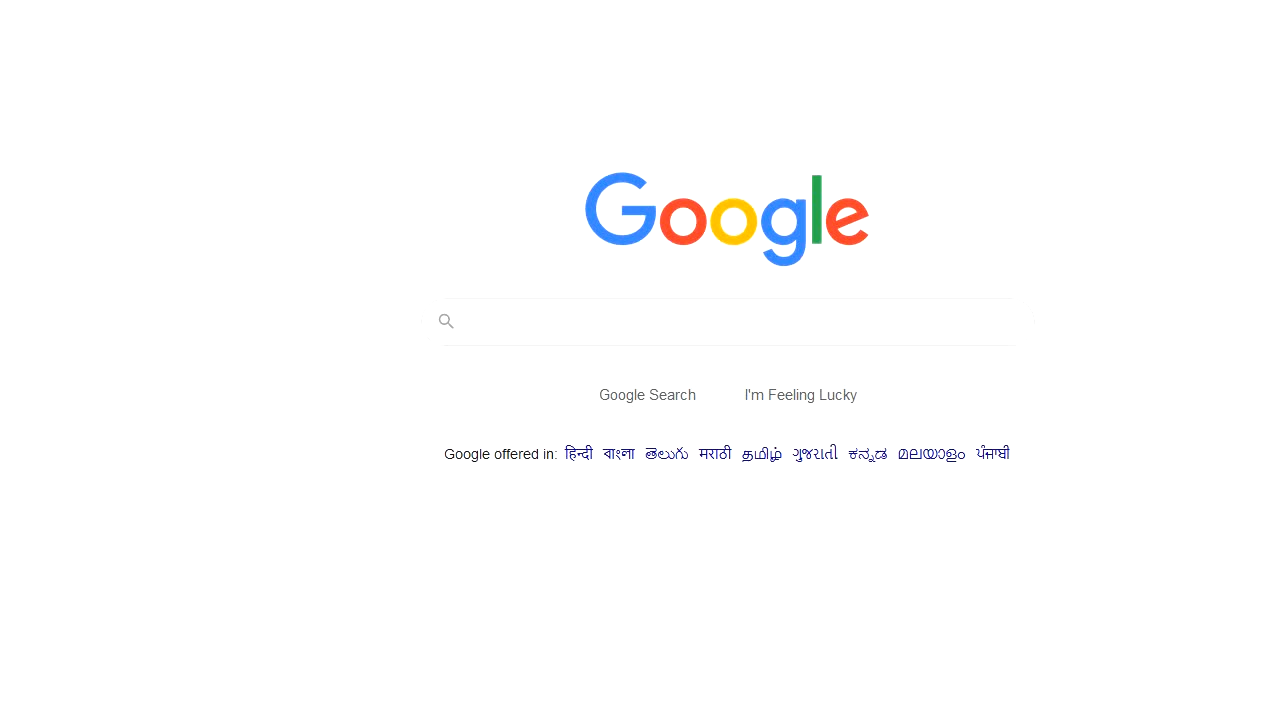 Google
Google Search I'm Feeling Lucky
Google offered in: हिन्दी বাংলা తెలుగు मराठी தமிழ் ગુજરાતી ಕನ್ನಡ മലയാളം ਪੰਜਾਬੀ